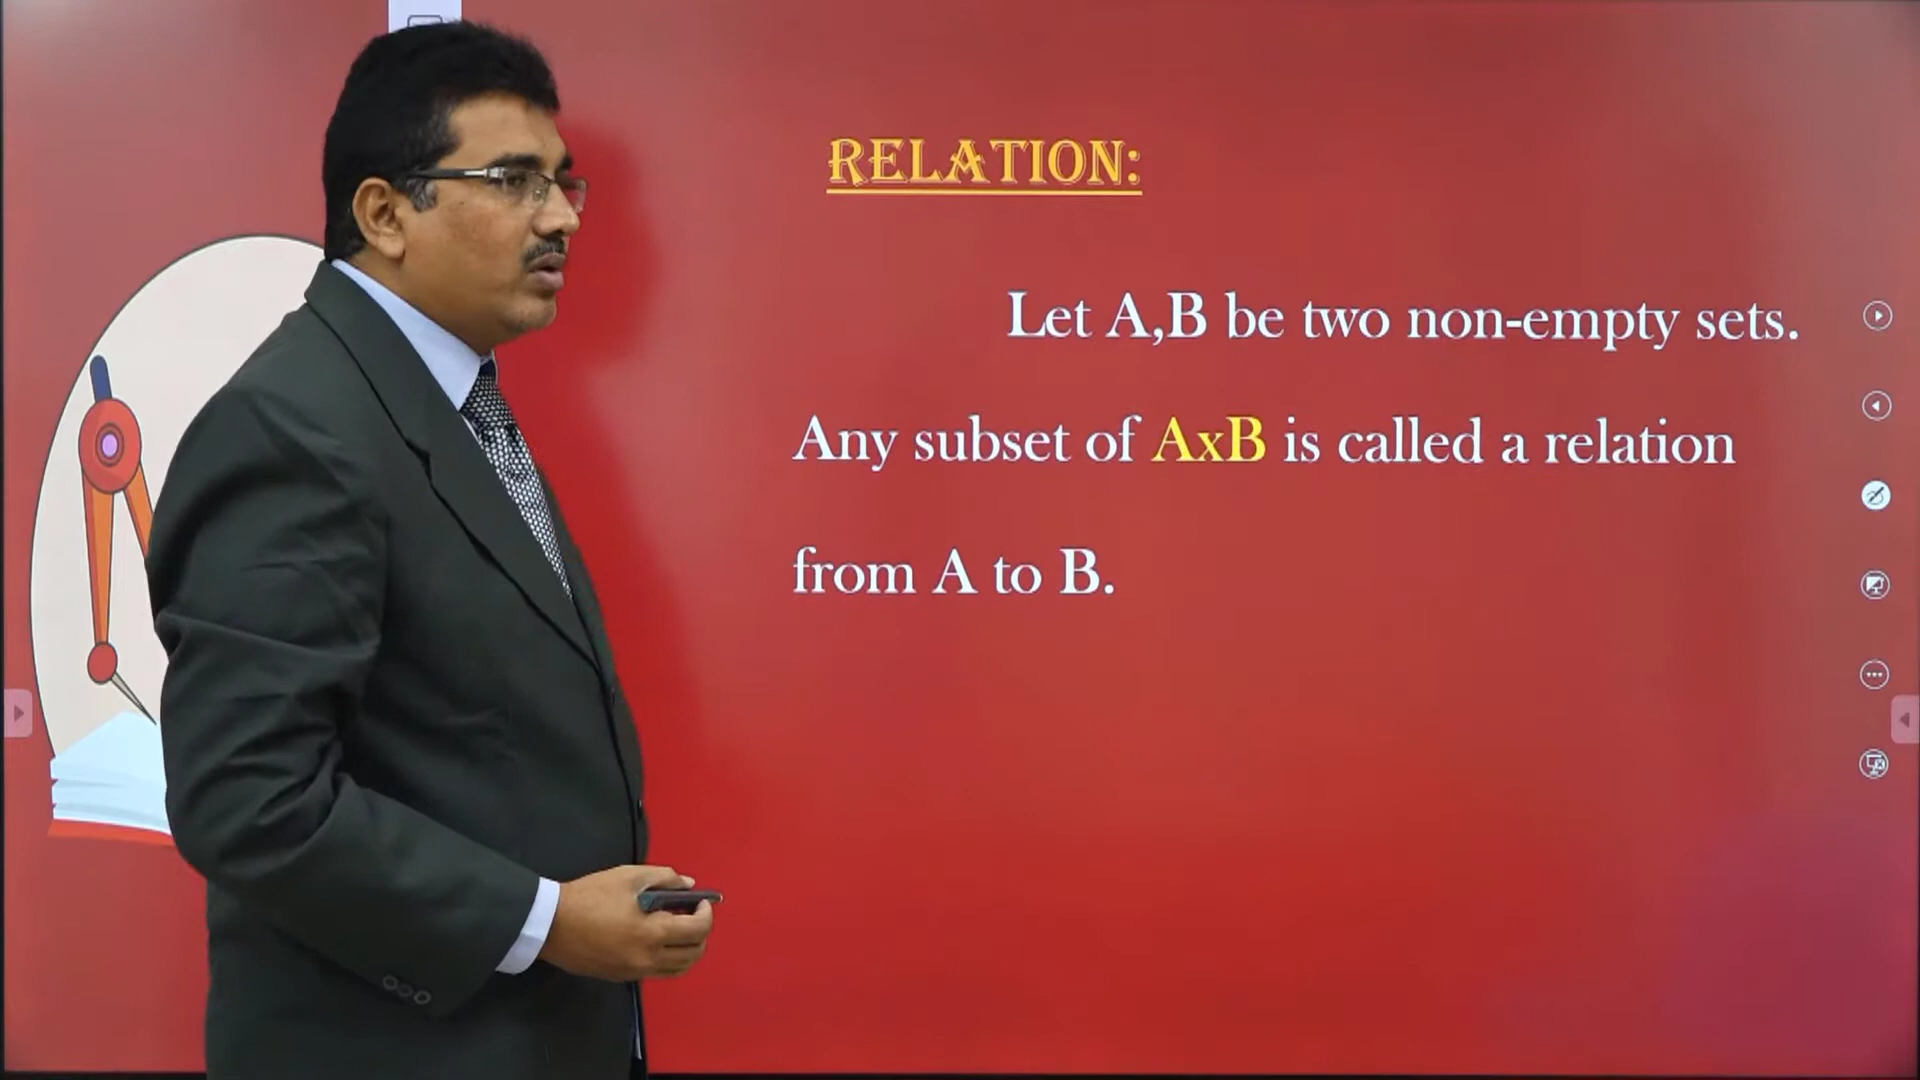 RELATION:
Let A,B be two non-empty sets.
Any subset of AxB is called a relation
from A to B.